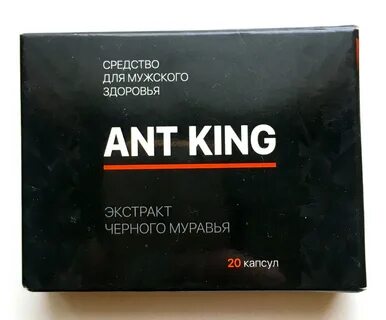 СРЕДСТВО
ДЛЯ МУЖСКОГО
ЗДОРОВЬЯ
ANT KING
ЭКСТРАКТ
ЧЕРНОГО МУРАВЬЯ
20 капсул